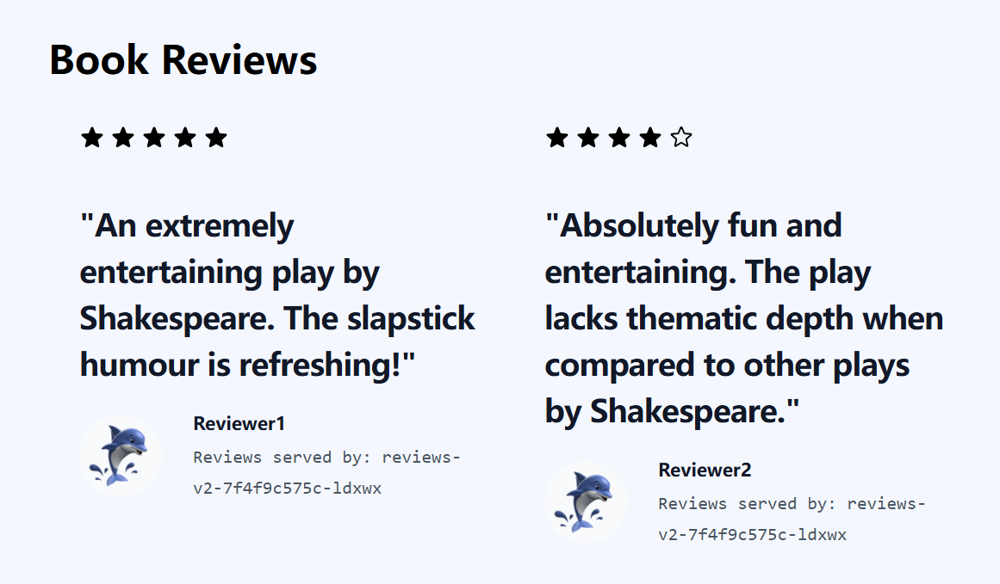 Book Reviews
"An extremely
entertaining play by
Shakespeare. The slapstick
humour is refreshing!"
Reviewer1
Reviews served by: reviews-
v2-7f4f9c575c-ldxwx
"Absolutely fun and
entertaining. The play
lacks thematic depth when
compared to other plays
by Shakespeare."
Reviewer2
Reviews served by: reviews-
v2-7f4f9c575c-ldxwx